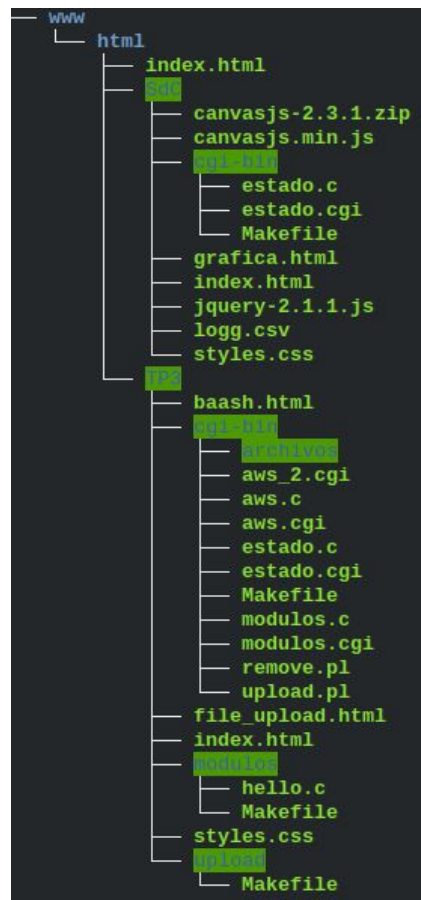 www
html
index.html
SdC
canvasjs-2.3.1.zip
canvasjs.min.js
cgi-bin
estado.c
estado.cgi
Makefile
grafica.html
index.html
jquery-2.1.1.js
logg.csv
styles.css
TP3
baash.html
cgi-bin
archivos
aws_2.cgi
aws.c
aws.cgi
estado.c
estado.cgi
Makefile
modulos.c
modulos.cgi
remove.pl
upload.pl
file_upload.html
index.html
modulos
hello.c
Makefile
styles.css
upload
Makefile